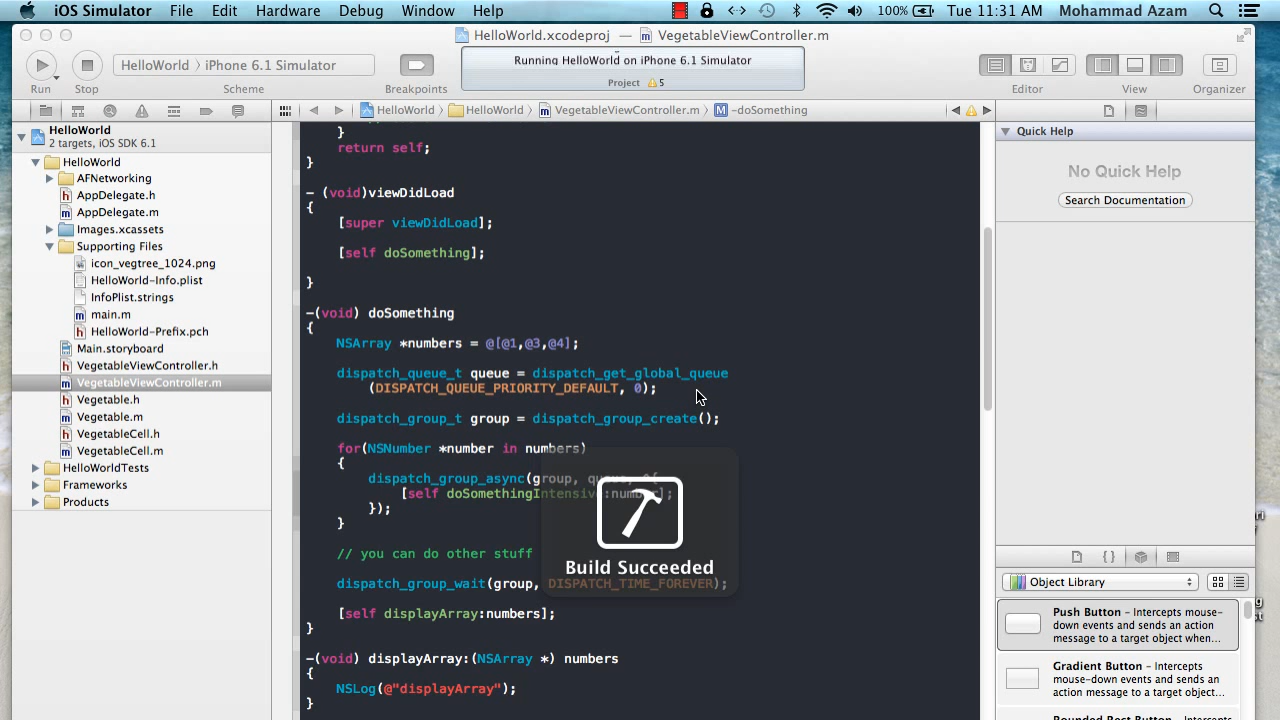 iOS Simulator File Edit Hardware Debug Window Help 100% Tue 11:31 AM Mohammad Azam
HelloWorld.xcodeproj — VegetableViewController.m
HelloWorld iPhone 6.1 Simulator
Running HelloWorld on iPhone 6.1 Simulator
Project 5
Run Stop Scheme Breakpoints Editor View Organizer
HelloWorld HelloWorld VegetableViewController.m M -doSomething
HelloWorld
2 targets, iOS SDK 6.1
HelloWorld
AFNetworking
AppDelegate.h
AppDelegate.m
Images.xcassets
Supporting Files
icon_vegtree_1024.png
HelloWorld-Info.plist
InfoPlist.strings
main.m
HelloWorld-Prefix.pch
Main.storyboard
VegetableViewController.h
VegetableViewController.m
Vegetable.h
Vegetable.m
VegetableCell.h
VegetableCell.m
HelloWorldTests
Frameworks
Products
}
return self;
}
- (void)viewDidLoad
{
[super viewDidLoad];
[self doSomething];
}
-(void) doSomething
{
NSArray *numbers = @[@1,@3,@4];
dispatch_queue_t queue = dispatch_get_global_queue
(DISPATCH_QUEUE_PRIORITY_DEFAULT, 0);
dispatch_group_t group = dispatch_group_create();
for(NSNumber *number in numbers)
{
dispatch_group_async(group, queue, ^{
[self doSomethingIntensive:number];
});
}
// you can do other stuff
dispatch_group_wait(group, DISPATCH_TIME_FOREVER);
[self displayArray:numbers];
}
-(void) displayArray:(NSArray *) numbers
{
NSLog(@"displayArray");
}
Build Succeeded
Quick Help
No Quick Help
Search Documentation
{ }
Object Library
Push Button – Intercepts mouse-
down events and sends an action
message to a target object when...
Gradient Button – Intercepts
mouse-down events and sends an
action message to a target object...
Rounded Rect Button – Intercepts